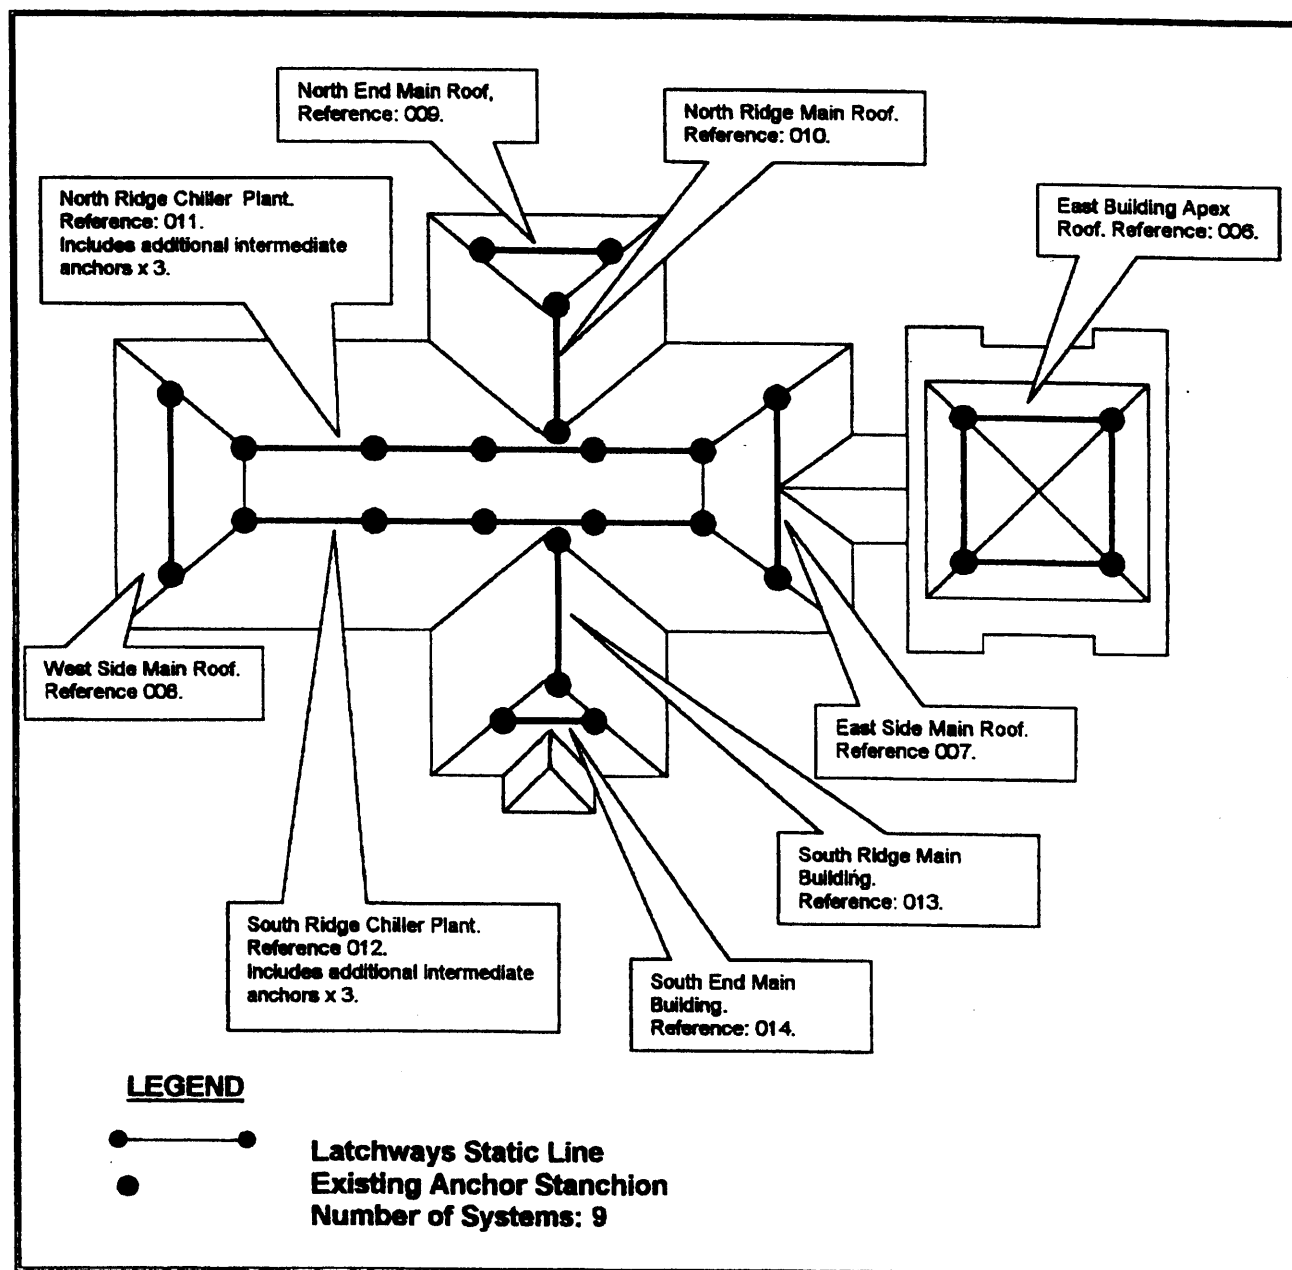 North End Main Roof,
Reference: 009.
North Ridge Main Roof.
Reference: 010.
North Ridge Chiller Plant.
Reference: 011.
Includes additional intermediate
anchors x 3.
East Building Apex
Roof. Reference: 006.
West Side Main Roof.
Reference 008.
East Side Main Roof.
Reference 007.
South Ridge Main
Building.
Reference: 013.
South Ridge Chiller Plant.
Reference 012.
Includes additional intermediate
anchors x 3.
South End Main
Building.
Reference: 014.
LEGEND
Latchways Static Line
Existing Anchor Stanchion
Number of Systems: 9